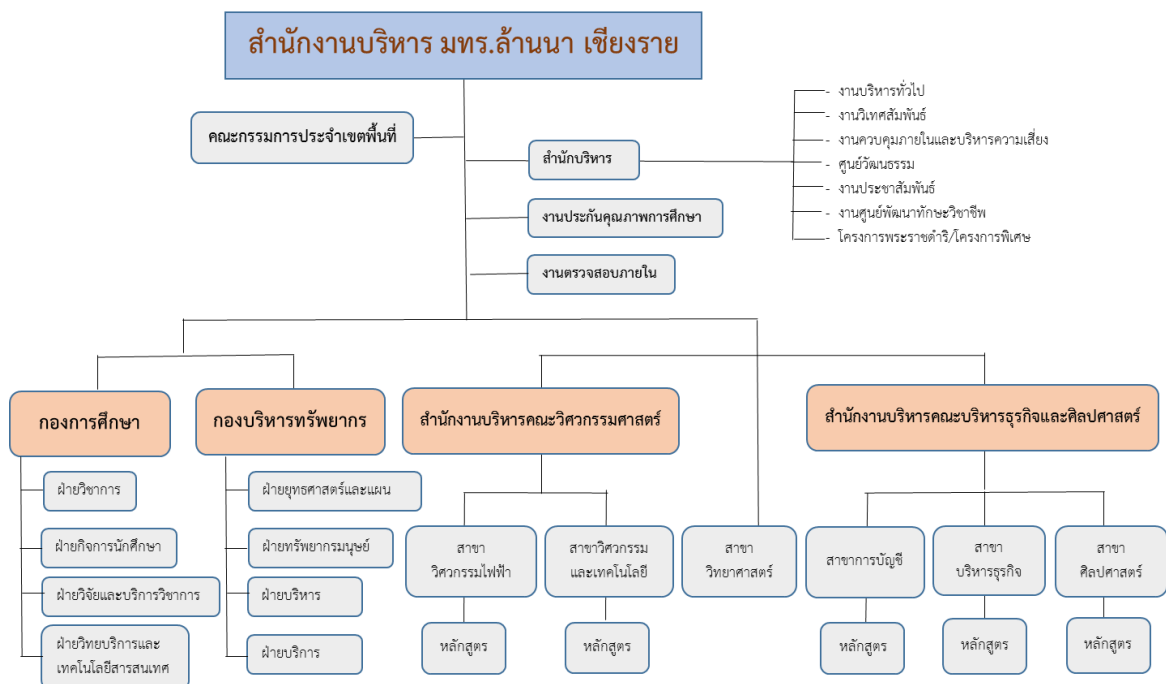 สำนักงานบริหาร มทร.ล้านนา เชียงราย
คณะกรรมการประจำเขตพื้นที่
สำนักบริหาร
- งานบริหารทั่วไป
- งานวิเทศสัมพันธ์
- งานควบคุมภายในและบริหารความเสี่ยง
- ศูนย์วัฒนธรรม
- งานประชาสัมพันธ์
- งานศูนย์พัฒนาทักษะวิชาชีพ
- โครงการพระราชดำริ/โครงการพิเศษ
งานประกันคุณภาพการศึกษา
งานตรวจสอบภายใน
กองการศึกษา
ฝ่ายวิชาการ
ฝ่ายกิจการนักศึกษา
ฝ่ายวิจัยและบริการวิชาการ
ฝ่ายวิทยบริการและ
เทคโนโลยีสารสนเทศ
กองบริหารทรัพยากร
ฝ่ายยุทธศาสตร์และแผน
ฝ่ายทรัพยากรมนุษย์
ฝ่ายบริหาร
ฝ่ายบริการ
สำนักงานบริหารคณะวิศวกรรมศาสตร์
สาขา
วิศวกรรมไฟฟ้า
หลักสูตร
สาขาวิศวกรรม
และเทคโนโลยี
หลักสูตร
สาขา
วิทยาศาสตร์
สำนักงานบริหารคณะบริหารธุรกิจและศิลปศาสตร์
สาขาการบัญชี
หลักสูตร
สาขา
บริหารธุรกิจ
หลักสูตร
สาขา
ศิลปศาสตร์
หลักสูตร